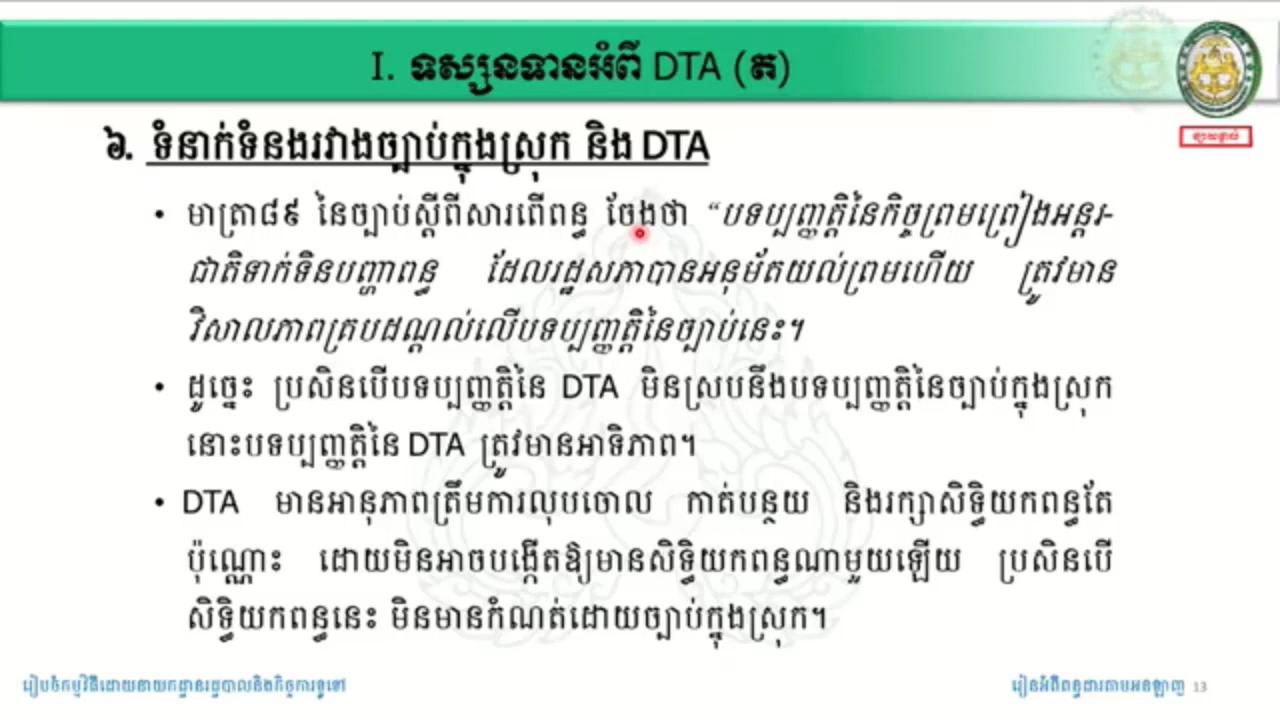 I. ទស្សនទានអំពី DTA (ត)
ផ្សាយផ្ទាល់
៦. ទំនាក់ទំនងរវាងច្បាប់ក្នុងស្រុក និង DTA
• មាត្រា៨៩ នៃច្បាប់ស្តីពីសារពើពន្ធ ចែងថា “បទប្បញ្ញត្តិនៃកិច្ចព្រមព្រៀងអន្តរ-
ជាតិទាក់ទិនបញ្ហាពន្ធ ដែលរដ្ឋសភាបានអនុម័តយល់ព្រមហើយ ត្រូវមាន
វិសាលភាពគ្របដណ្តល់លើបទប្បញ្ញត្តិនៃច្បាប់នេះ។
• ដូច្នេះ ប្រសិនបើបទប្បញ្ញត្តិនៃ DTA មិនស្របនឹងបទប្បញ្ញត្តិនៃច្បាប់ក្នុងស្រុក
នោះបទប្បញ្ញត្តិនៃ DTA ត្រូវមានអាទិភាព។
• DTA មានអានុភាពត្រឹមការលុបចោល កាត់បន្ថយ និងរក្សាសិទ្ធិយកពន្ធតែ
ប៉ុណ្ណោះ ដោយមិនអាចបង្កើតឱ្យមានសិទ្ធិយកពន្ធណាមួយឡើយ ប្រសិនបើ
សិទ្ធិយកពន្ធនេះ មិនមានកំណត់ដោយច្បាប់ក្នុងស្រុក។
រៀបចំកម្មវិធីដោយនាយកដ្ឋានរដ្ឋបាលនិងកិច្ចការទូទៅ
រៀនអំពីពន្ធដារតាមអនឡាញ 13